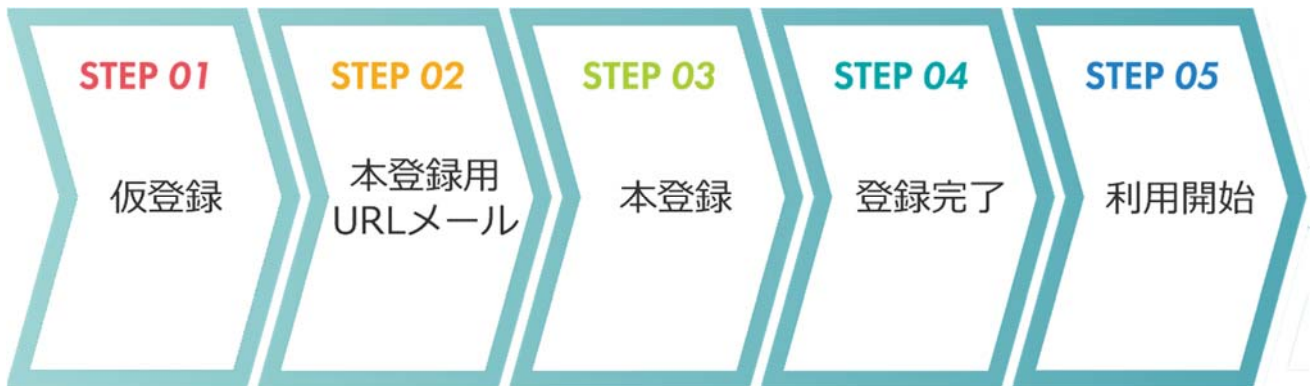 STEP 01
仮登録
STEP 02
本登録用
URLメール
STEP 03
本登録
STEP 04
登録完了
STEP 05
利用開始